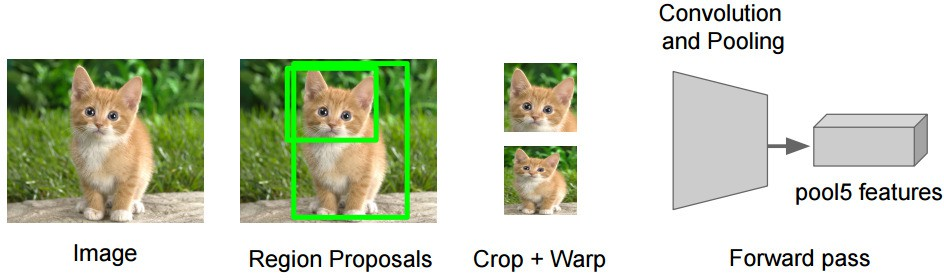 Convolution
and Pooling
pool5 features
Image
Region Proposals
Crop + Warp
Forward pass